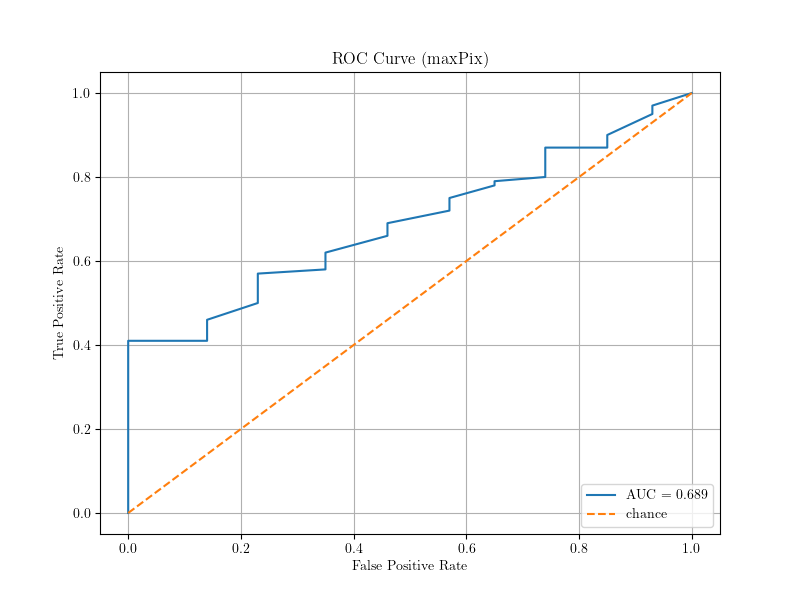 ROC Curve (maxPix)
1.0
0.8
0.6
0.4
0.2
0.0
True Positive Rate
AUC = 0.689
chance
0.0 0.2 0.4 0.6 0.8 1.0
False Positive Rate